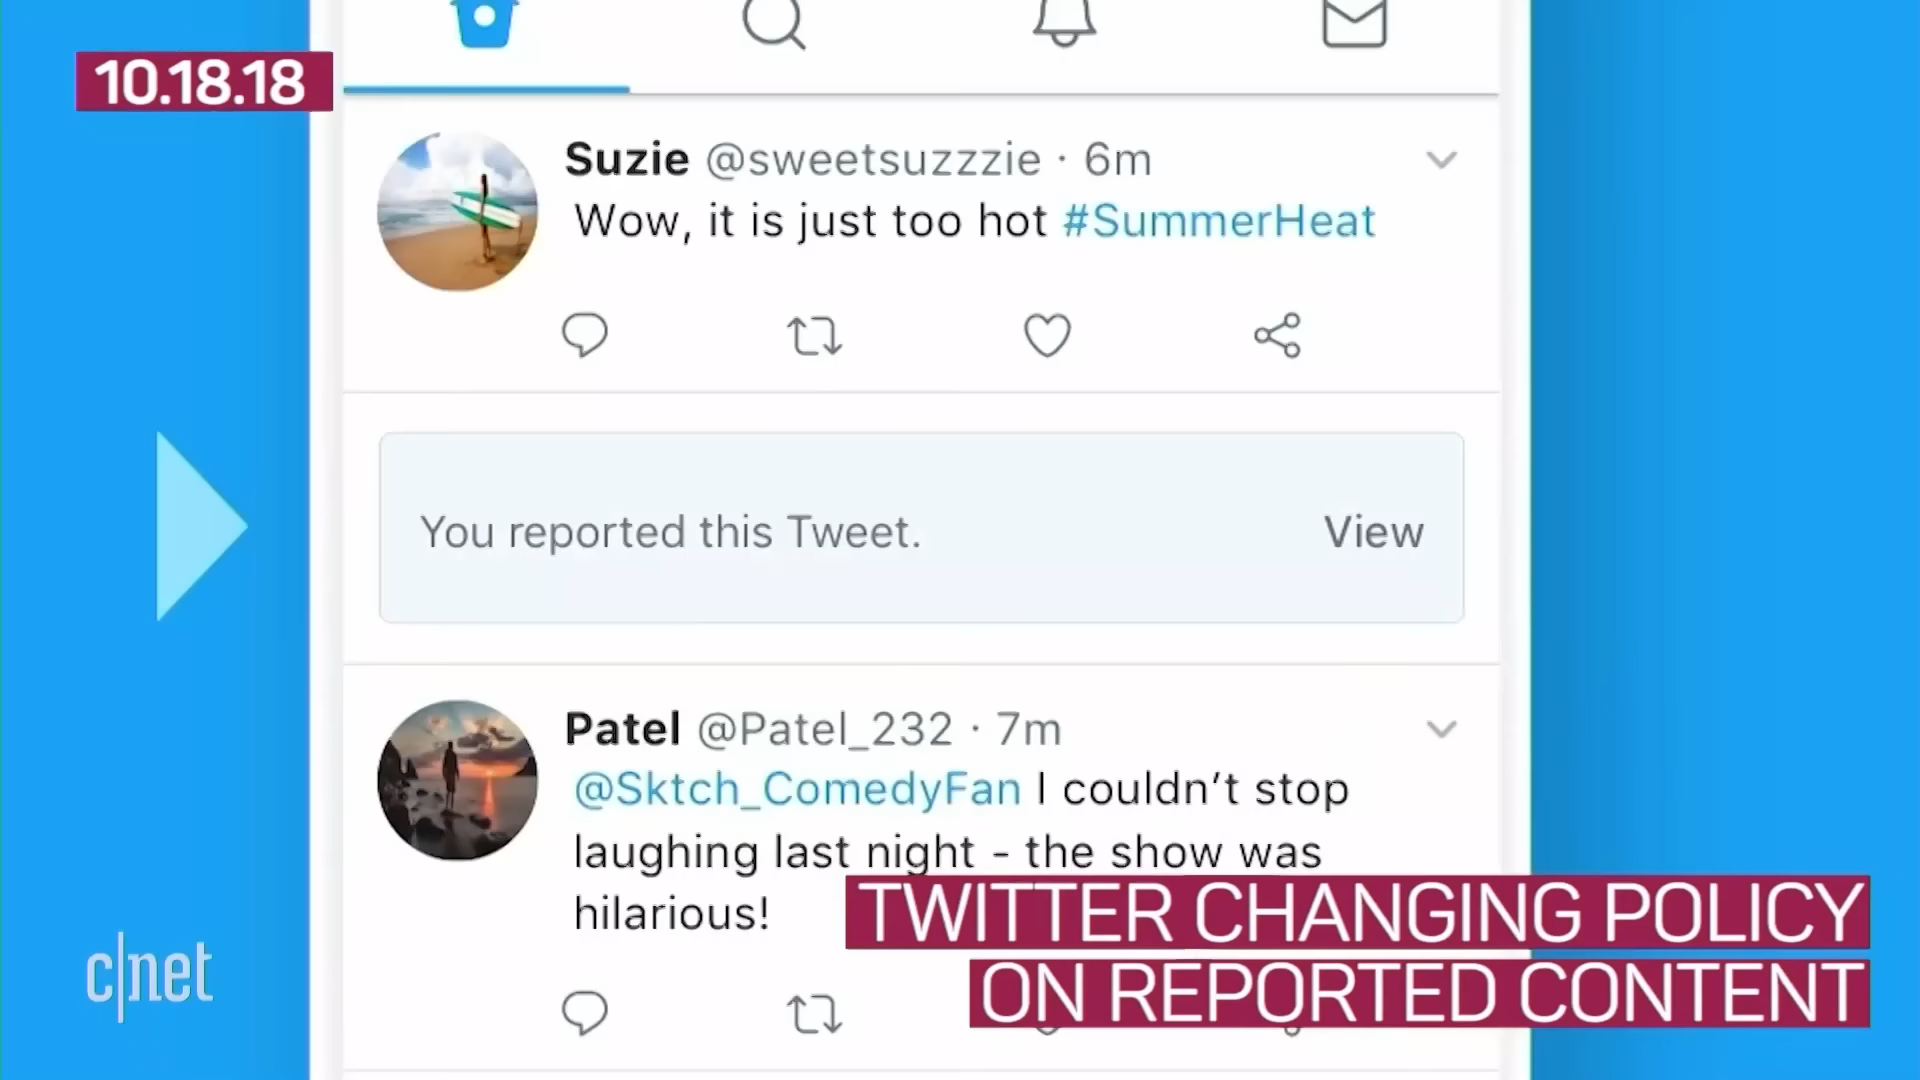 10.18.18
Suzie @sweetsuzzzie · 6m
Wow, it is just too hot #SummerHeat
You reported this Tweet. View
Patel @Patel_232 · 7m
@Sktch_ComedyFan I couldn’t stop
laughing last night - the show was
hilarious!
TWITTER CHANGING POLICY
ON REPORTED CONTENT
c|net